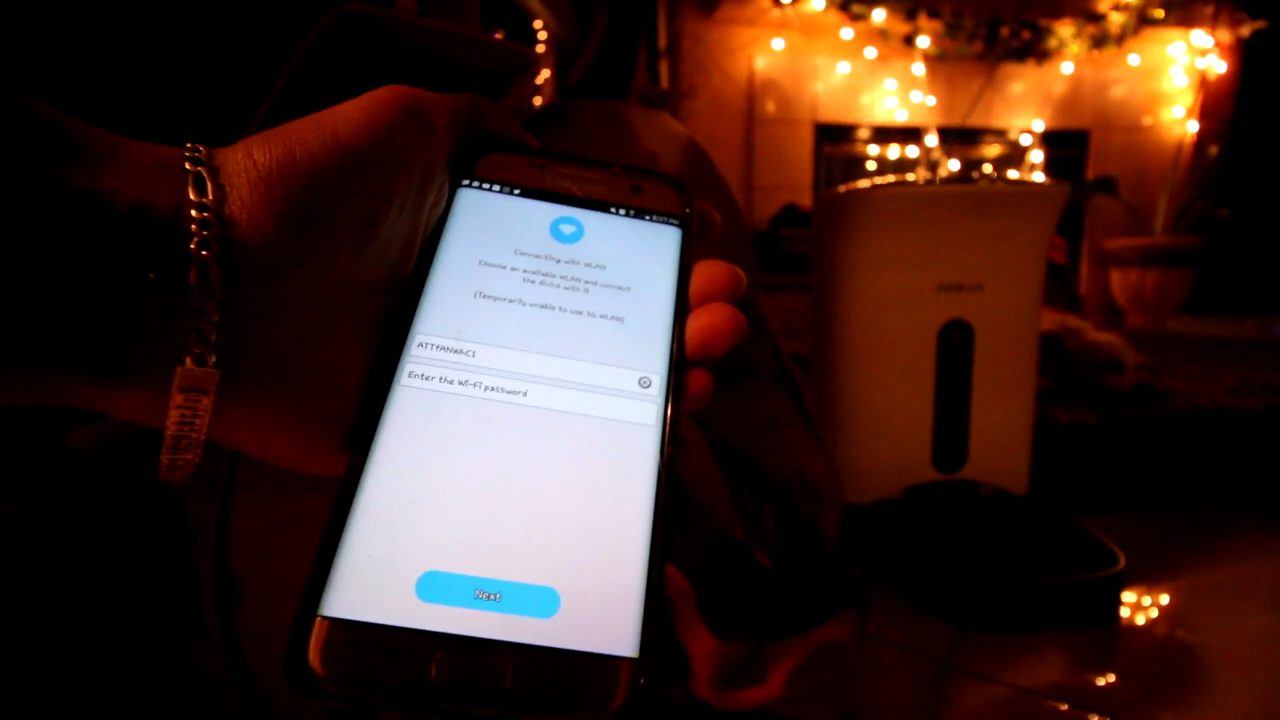 Connecting with WLAN
Choose an available WLAN and connect
the device with it
(Temporarily unable to use 5G WLAN)
ATTfANWhCI
Enter the Wi-Fi password
Next